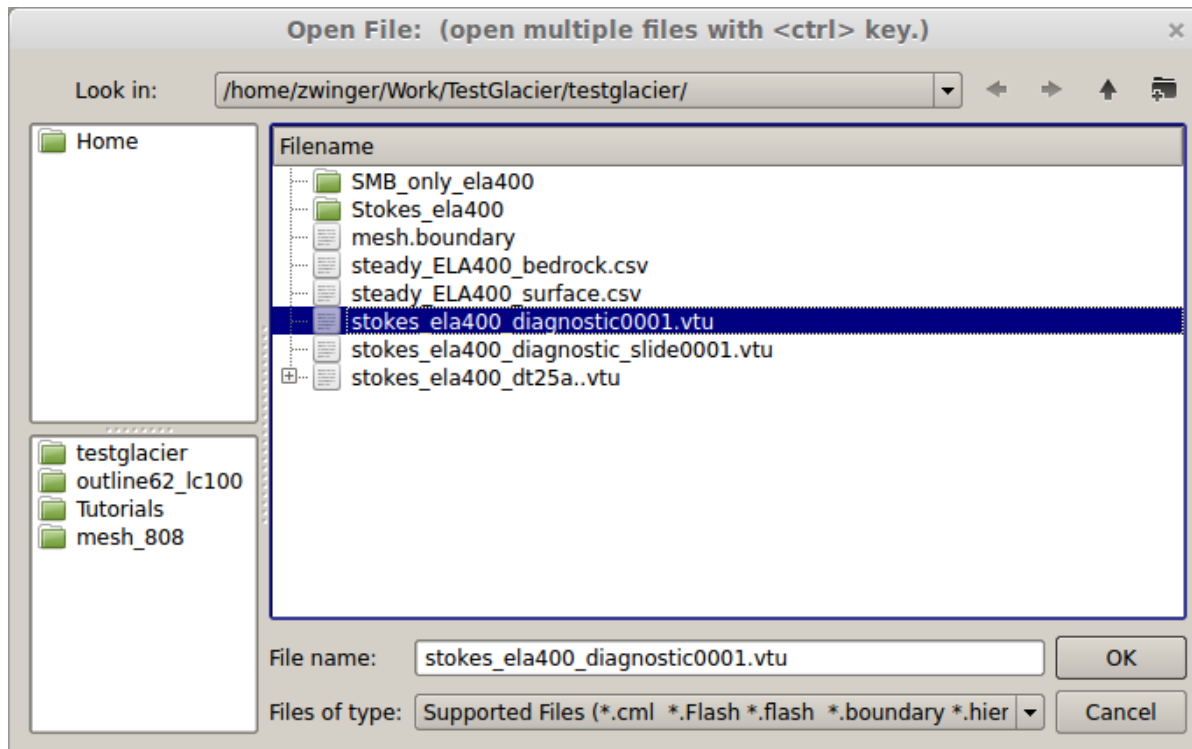 Open File:  (open multiple files with <ctrl> key.)
Look in:
/home/zwinger/Work/TestGlacier/testglacier/
Home
Filename
SMB_only_ela400
Stokes_ela400
mesh.boundary
steady_ELA400_bedrock.csv
steady_ELA400_surface.csv
stokes_ela400_diagnostic0001.vtu
stokes_ela400_diagnostic_slide0001.vtu
stokes_ela400_dt25a..vtu
testglacier
outline62_lc100
Tutorials
mesh_808
File name:
stokes_ela400_diagnostic0001.vtu
OK
Files of type:
Supported Files (*.cml  *.Flash *.flash  *.boundary *.hier
Cancel